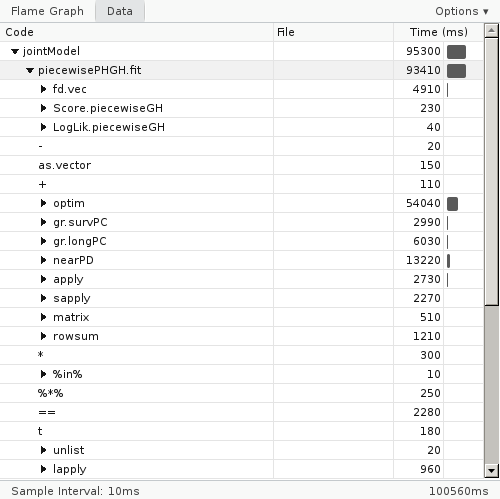 Flame Graph Data Options ▾
Code File Time (ms)
jointModel 95300
piecewisePHGH.fit 93410
fd.vec 4910
Score.piecewiseGH 230
LogLik.piecewiseGH 40
- 20
as.vector 150
+ 110
optim 54040
gr.survPC 2990
gr.longPC 6030
nearPD 13220
apply 2730
sapply 2270
matrix 510
rowsum 1210
* 300
%in% 10
%*% 250
== 2280
t 180
unlist 20
lapply 960
Sample Interval: 10ms 100560ms